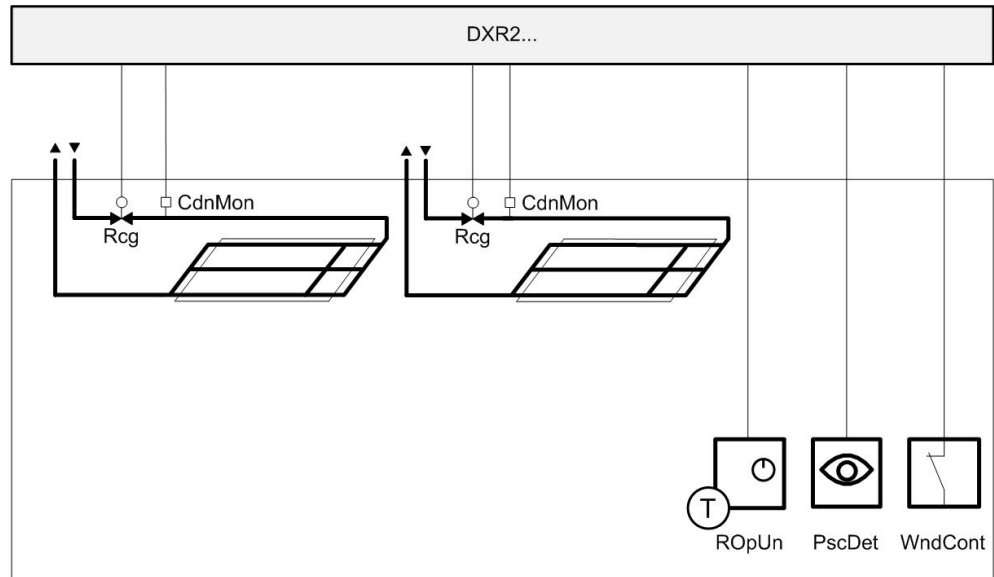 DXR2...
CdnMon
CdnMon
Rcg
Rcg
T
ROpUn
PscDet
WndCont